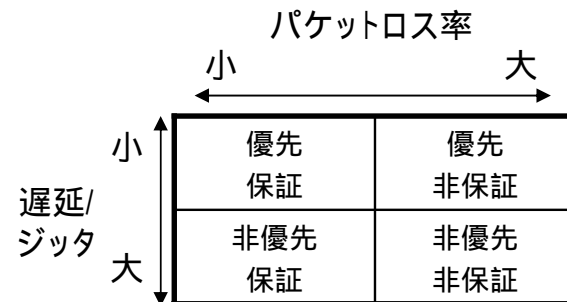 パケットロス率
小 大
小
優先 優先
保証 非保証
遅延/
ジッタ
非優先 非優先
大
保証 非保証